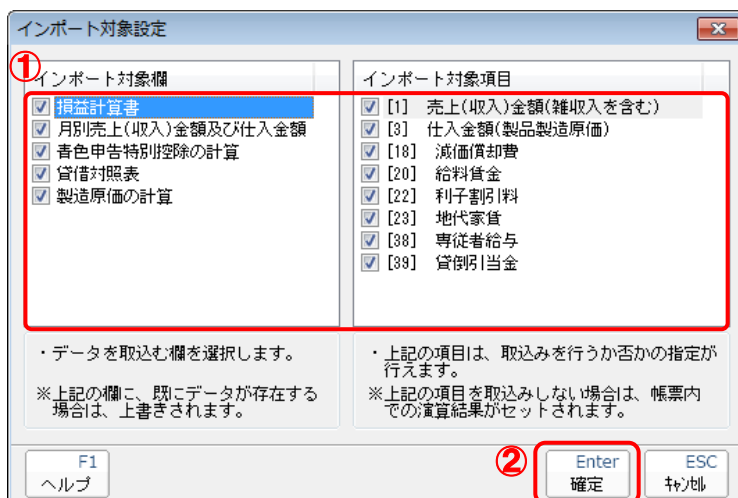 インポート対象設定
①
インポート対象欄
損益計算書
月別売上(収入)金額及び仕入金額
青色申告特別控除の計算
貸借対照表
製造原価の計算
インポート対象項目
[1] 売上(収入)金額(雑収入を含む)
[3] 仕入金額(製品製造原価)
[18] 減価償却費
[20] 給料賃金
[22] 利子割引料
[23] 地代家賃
[38] 専従者給与
[39] 貸倒引当金
・データを取込む欄を選択します。
※上記の欄に、既にデータが存在する
場合は、上書きされます。
・上記の項目は、取込みを行うか否かの指定が
行えます。
※上記の項目を取込みしない場合は、帳票内
での演算結果がセットされます。
F1
ヘルプ
②
Enter
確定
ESC
ｷｬﾝｾﾙ